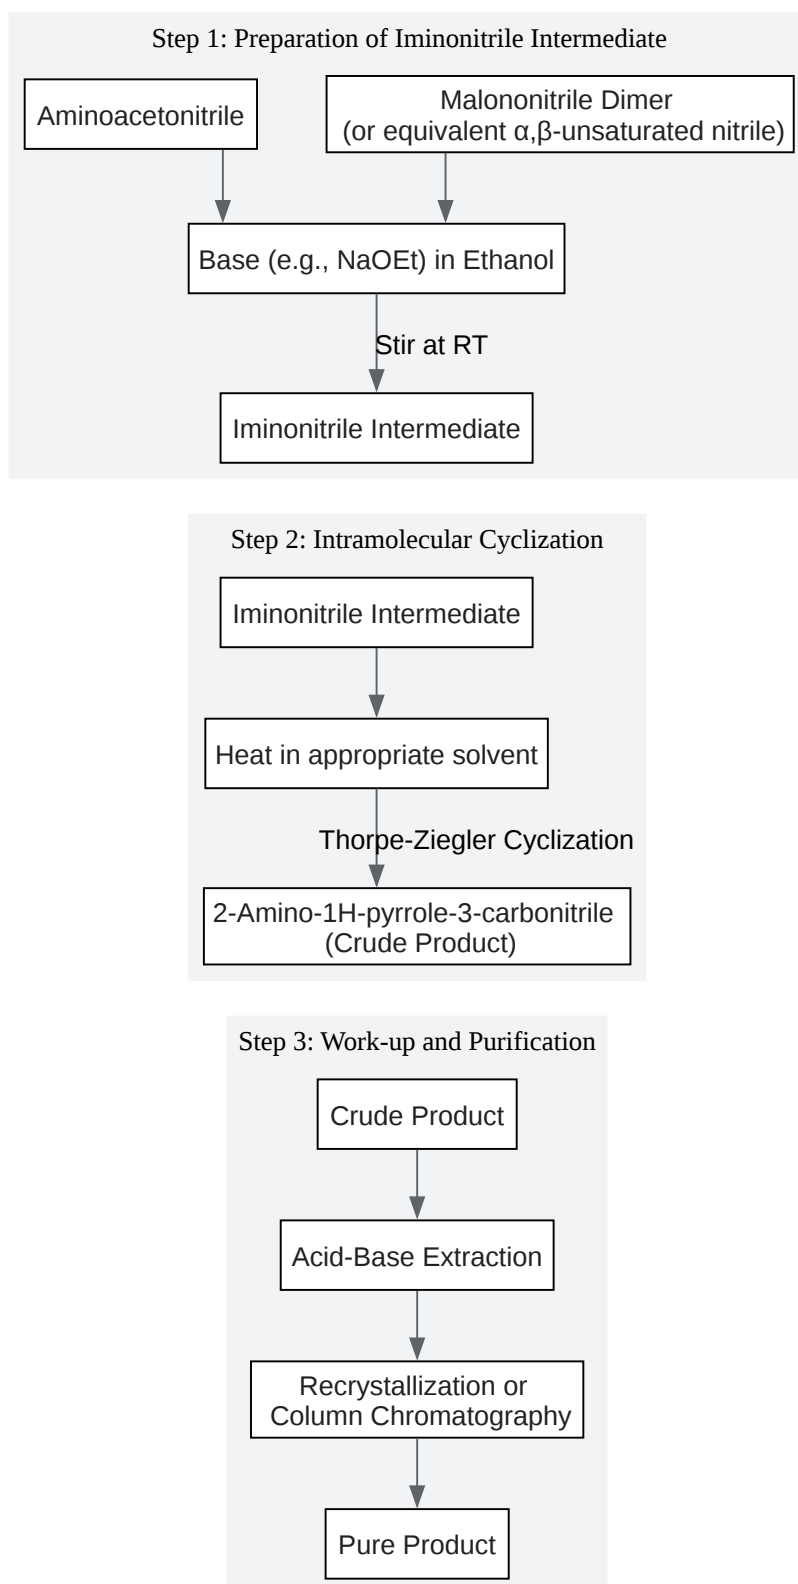 Step 1: Preparation of Iminonitrile Intermediate
Aminoacetonitrile
Malononitrile Dimer
(or equivalent α,β-unsaturated nitrile)
Base (e.g., NaOEt) in Ethanol
Stir at RT
Iminonitrile Intermediate
Step 2: Intramolecular Cyclization
Iminonitrile Intermediate
Heat in appropriate solvent
Thorpe-Ziegler Cyclization
2-Amino-1H-pyrrole-3-carbonitrile
(Crude Product)
Step 3: Work-up and Purification
Crude Product
Acid-Base Extraction
Recrystallization or
Column Chromatography
Pure Product